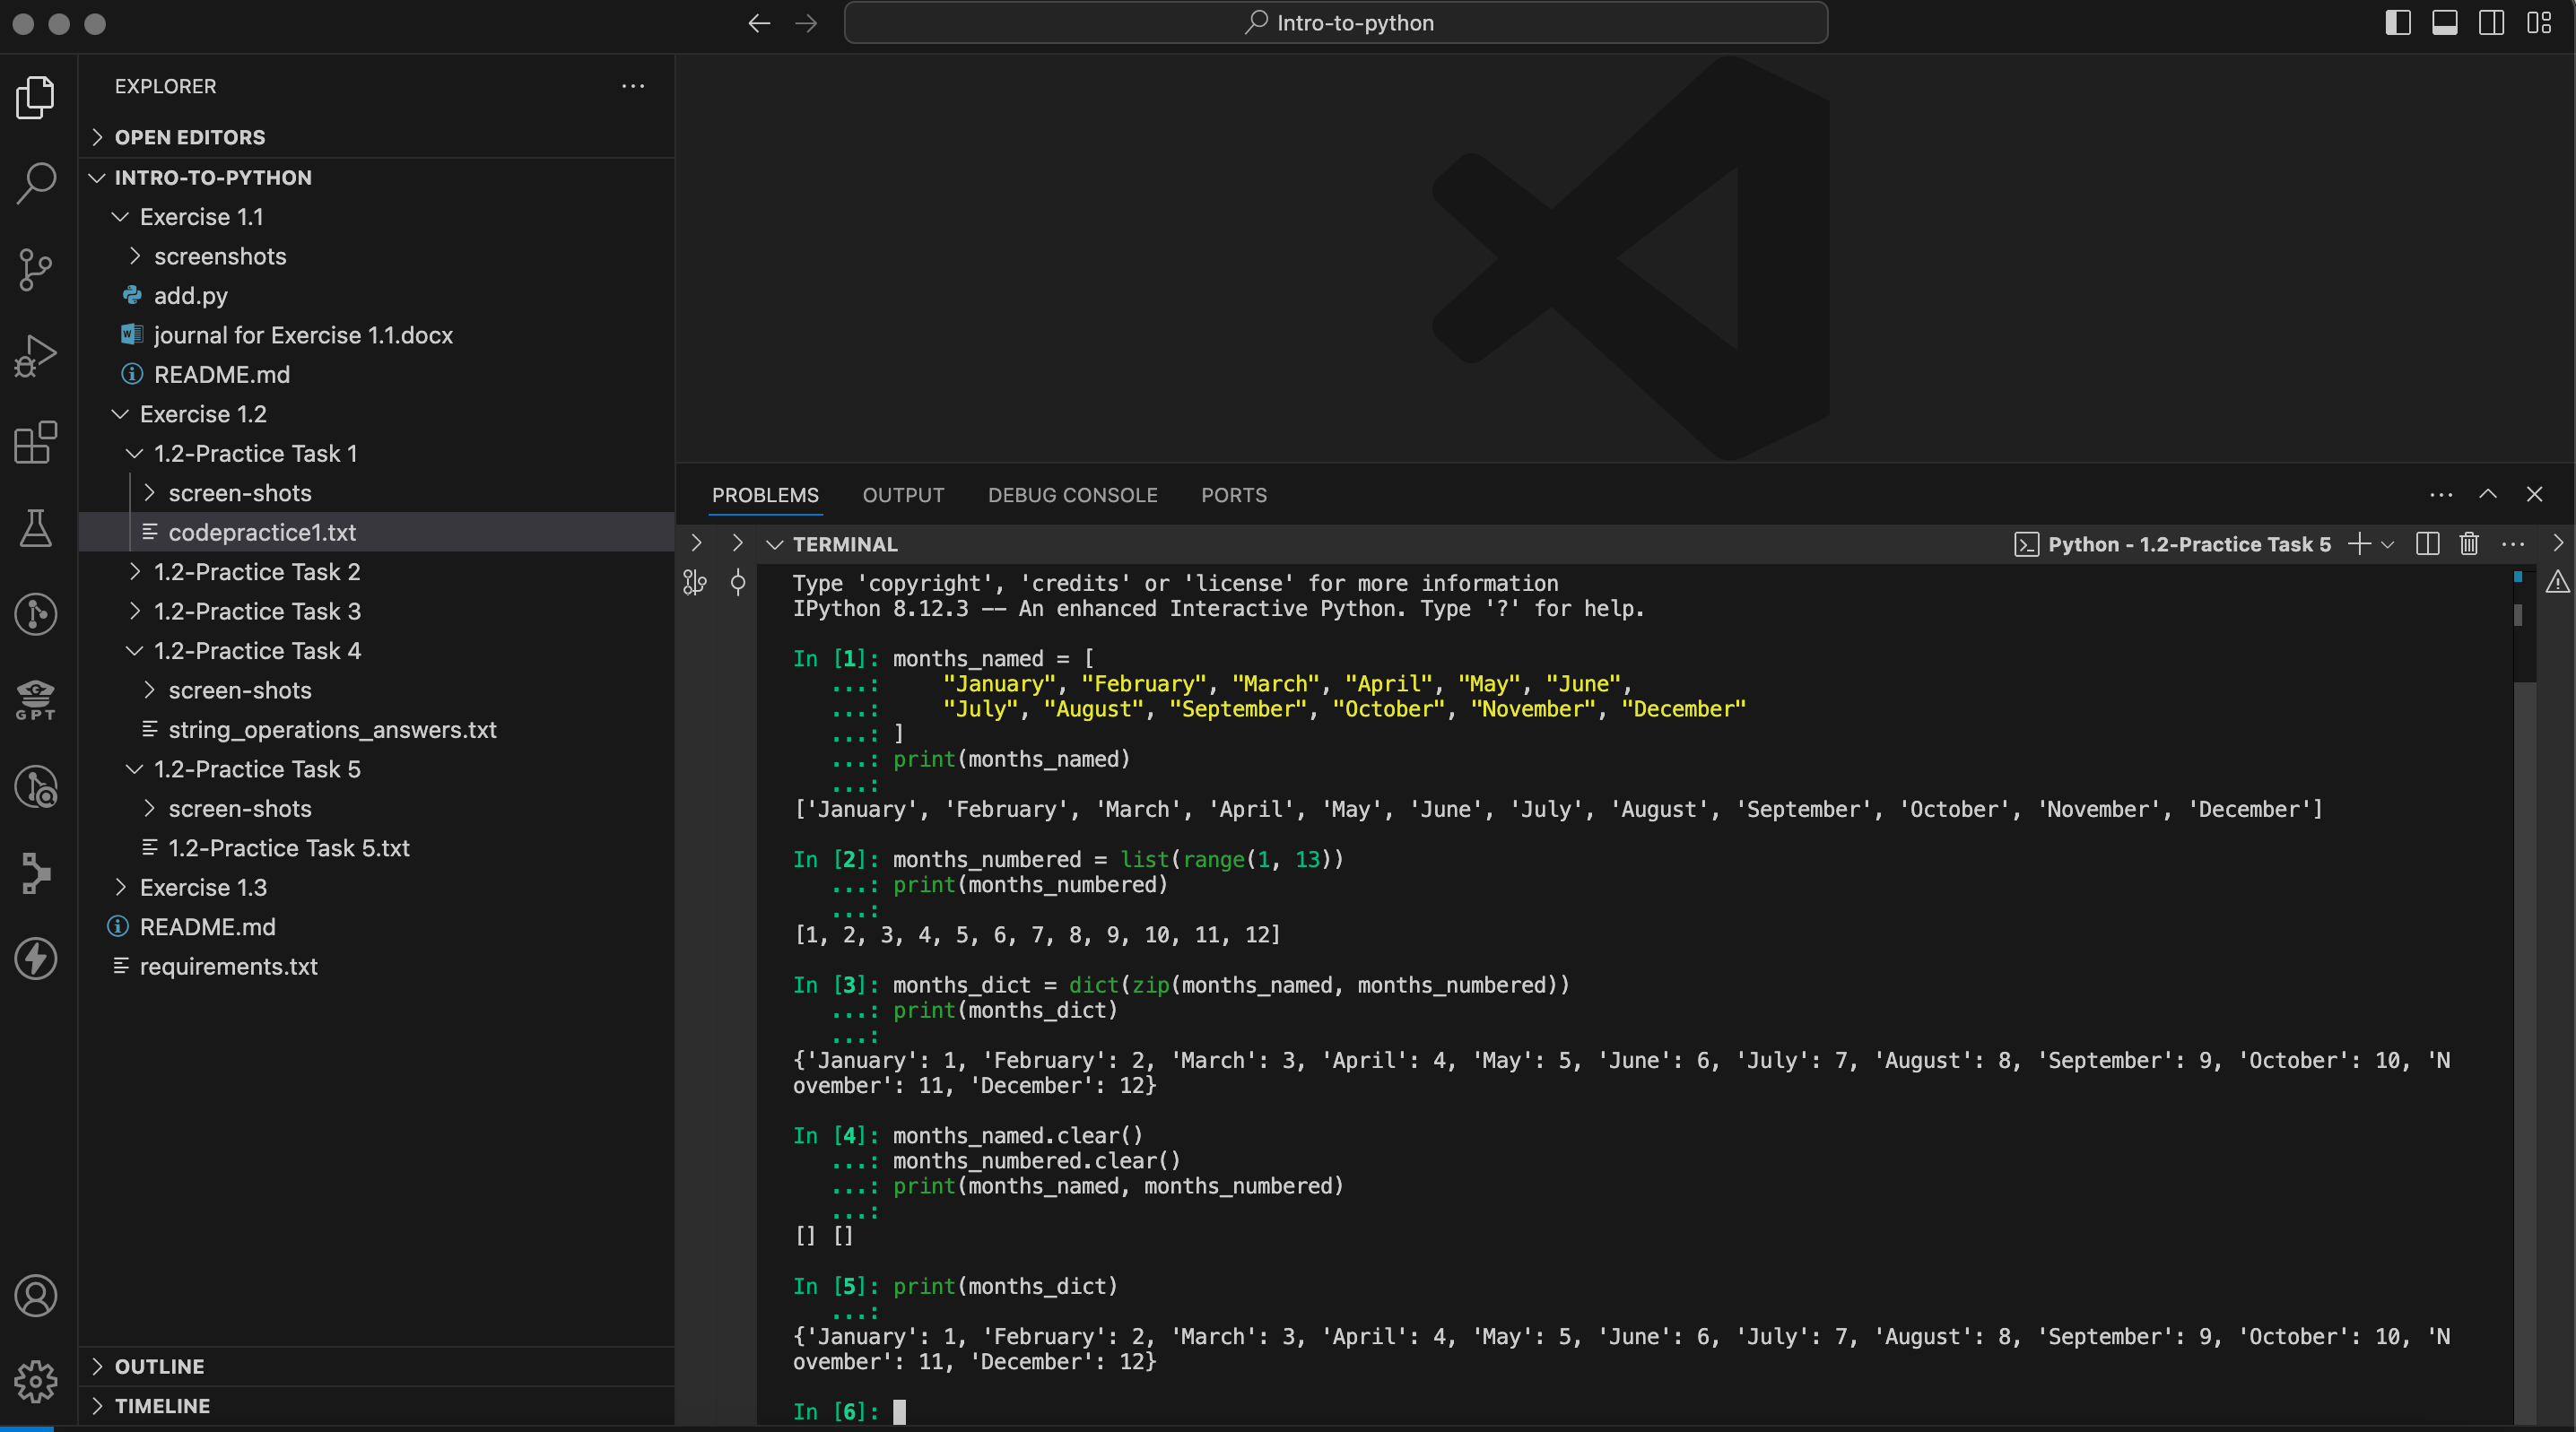 Intro-to-python
EXPLORER
OPEN EDITORS
INTRO-TO-PYTHON
Exercise 1.1
screenshots
add.py
journal for Exercise 1.1.docx
README.md
Exercise 1.2
1.2-Practice Task 1
screen-shots
codepractice1.txt
1.2-Practice Task 2
1.2-Practice Task 3
1.2-Practice Task 4
screen-shots
string_operations_answers.txt
1.2-Practice Task 5
screen-shots
1.2-Practice Task 5.txt
Exercise 1.3
README.md
requirements.txt
OUTLINE
TIMELINE
GPT
PROBLEMS OUTPUT DEBUG CONSOLE PORTS
TERMINAL
Python - 1.2-Practice Task 5
Type 'copyright', 'credits' or 'license' for more information
IPython 8.12.3 -- An enhanced Interactive Python. Type '?' for help.
In [1]: months_named = [
   ...:     "January", "February", "March", "April", "May", "June",
   ...:     "July", "August", "September", "October", "November", "December"
   ...: ]
   ...: print(months_named)
   ...:
['January', 'February', 'March', 'April', 'May', 'June', 'July', 'August', 'September', 'October', 'November', 'December']
In [2]: months_numbered = list(range(1, 13))
   ...: print(months_numbered)
   ...:
[1, 2, 3, 4, 5, 6, 7, 8, 9, 10, 11, 12]
In [3]: months_dict = dict(zip(months_named, months_numbered))
   ...: print(months_dict)
   ...:
{'January': 1, 'February': 2, 'March': 3, 'April': 4, 'May': 5, 'June': 6, 'July': 7, 'August': 8, 'September': 9, 'October': 10, 'N
ovember': 11, 'December': 12}
In [4]: months_named.clear()
   ...: months_numbered.clear()
   ...: print(months_named, months_numbered)
   ...:
[] []
In [5]: print(months_dict)
   ...:
{'January': 1, 'February': 2, 'March': 3, 'April': 4, 'May': 5, 'June': 6, 'July': 7, 'August': 8, 'September': 9, 'October': 10, 'N
ovember': 11, 'December': 12}
In [6]: